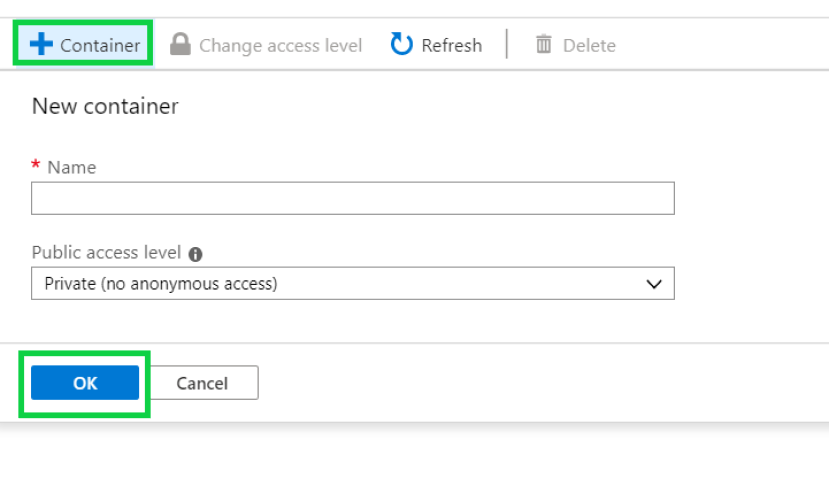 Container Change access level Refresh Delete
New container
* Name
Public access level
Private (no anonymous access)
OK Cancel